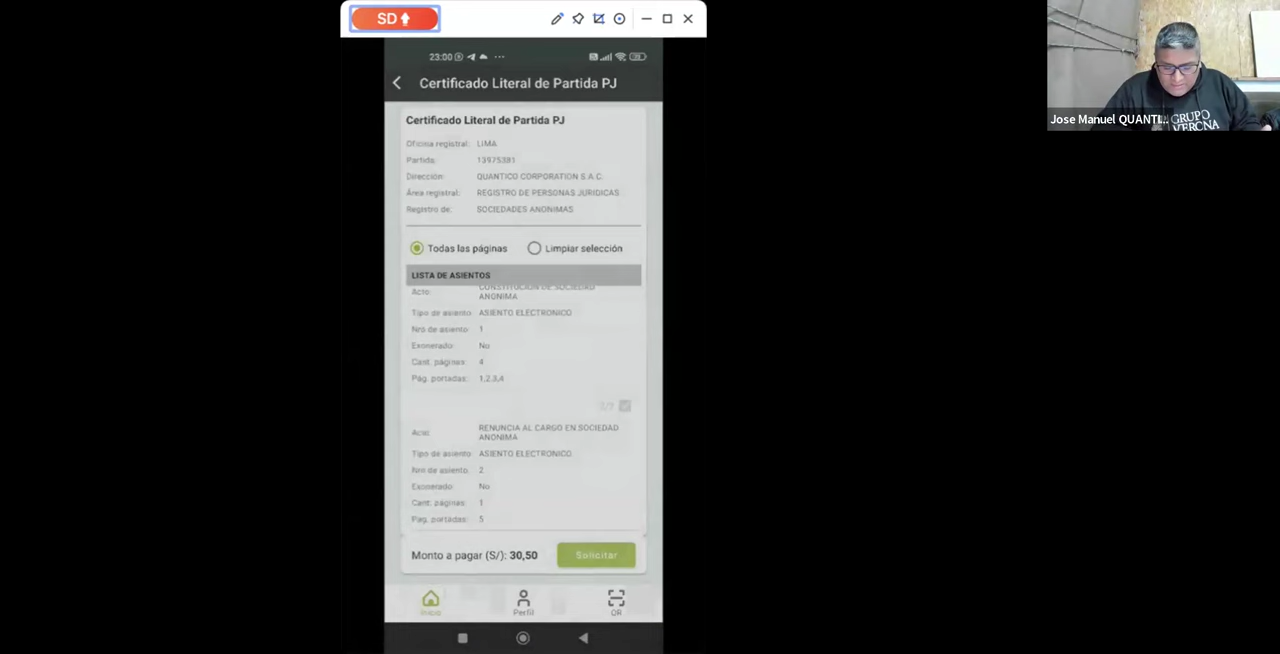 SD
23:00
Certificado Literal de Partida PJ
Certificado Literal de Partida PJ
Oficina registral: LIMA
Partida: 13975381
Dirección: QUANTICO CORPORATION S.A.C.
Área registral: REGISTRO DE PERSONAS JURIDICAS
Registro de: SOCIEDADES ANONIMAS
Todas las páginas Limpiar selección
LISTA DE ASIENTOS
Acto: CONSTITUCION DE SOCIEDAD
ANONIMA
Tipo de asiento: ASIENTO ELECTRONICO
Nro de asiento: 1
Exonerado: No
Cant. páginas: 4
Pág. portadas: 1,2,3,4
Acto: RENUNCIA AL CARGO EN SOCIEDAD
ANONIMA
Tipo de asiento: ASIENTO ELECTRONICO
Nro de asiento: 2
Exonerado: No
Cant. páginas: 1
Pág. portadas: 5
Monto a pagar (S/): 30,50 Solicitar
Inicio Perfil QR
Jose Manuel QUANTI...
GRUPO
VERONA